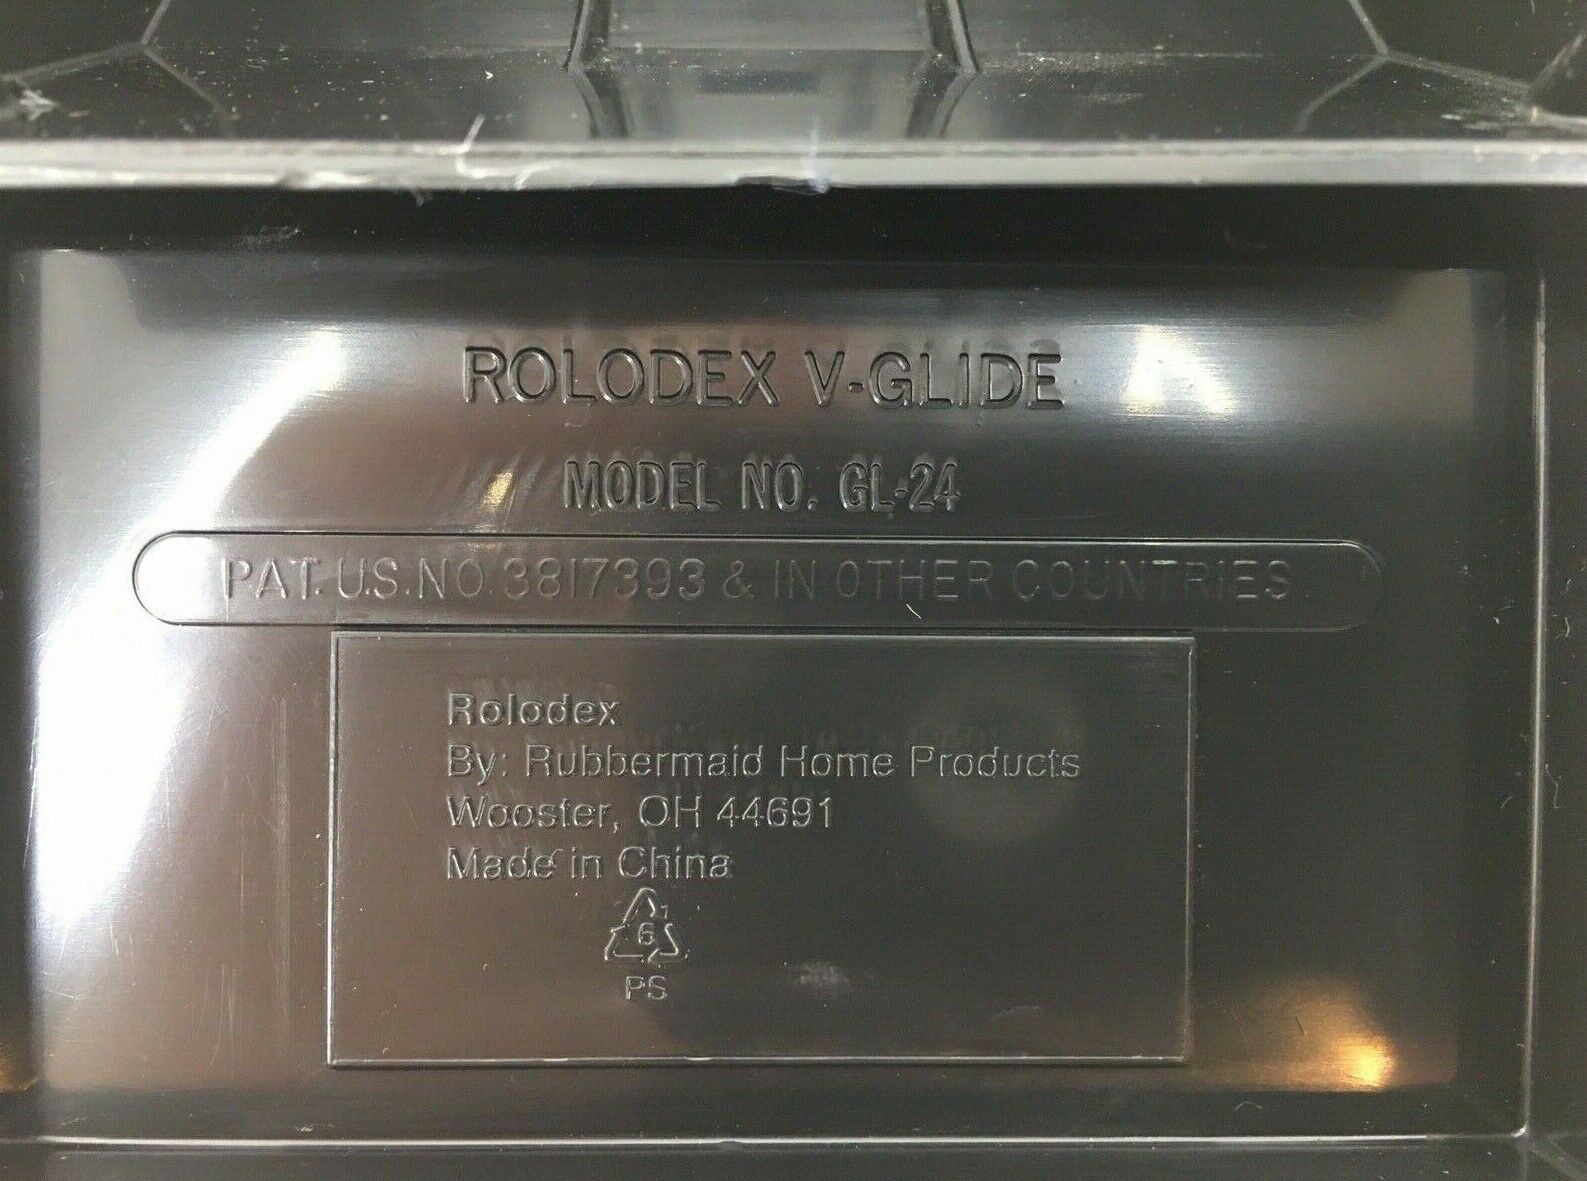 ROLODEX V-GLIDE
MODEL NO. GL-24
PAT. U.S. NO. 3817393 & IN OTHER COUNTRIES
Rolodex
By: Rubbermaid Home Products
Wooster, OH 44691
Made in China
6
PS